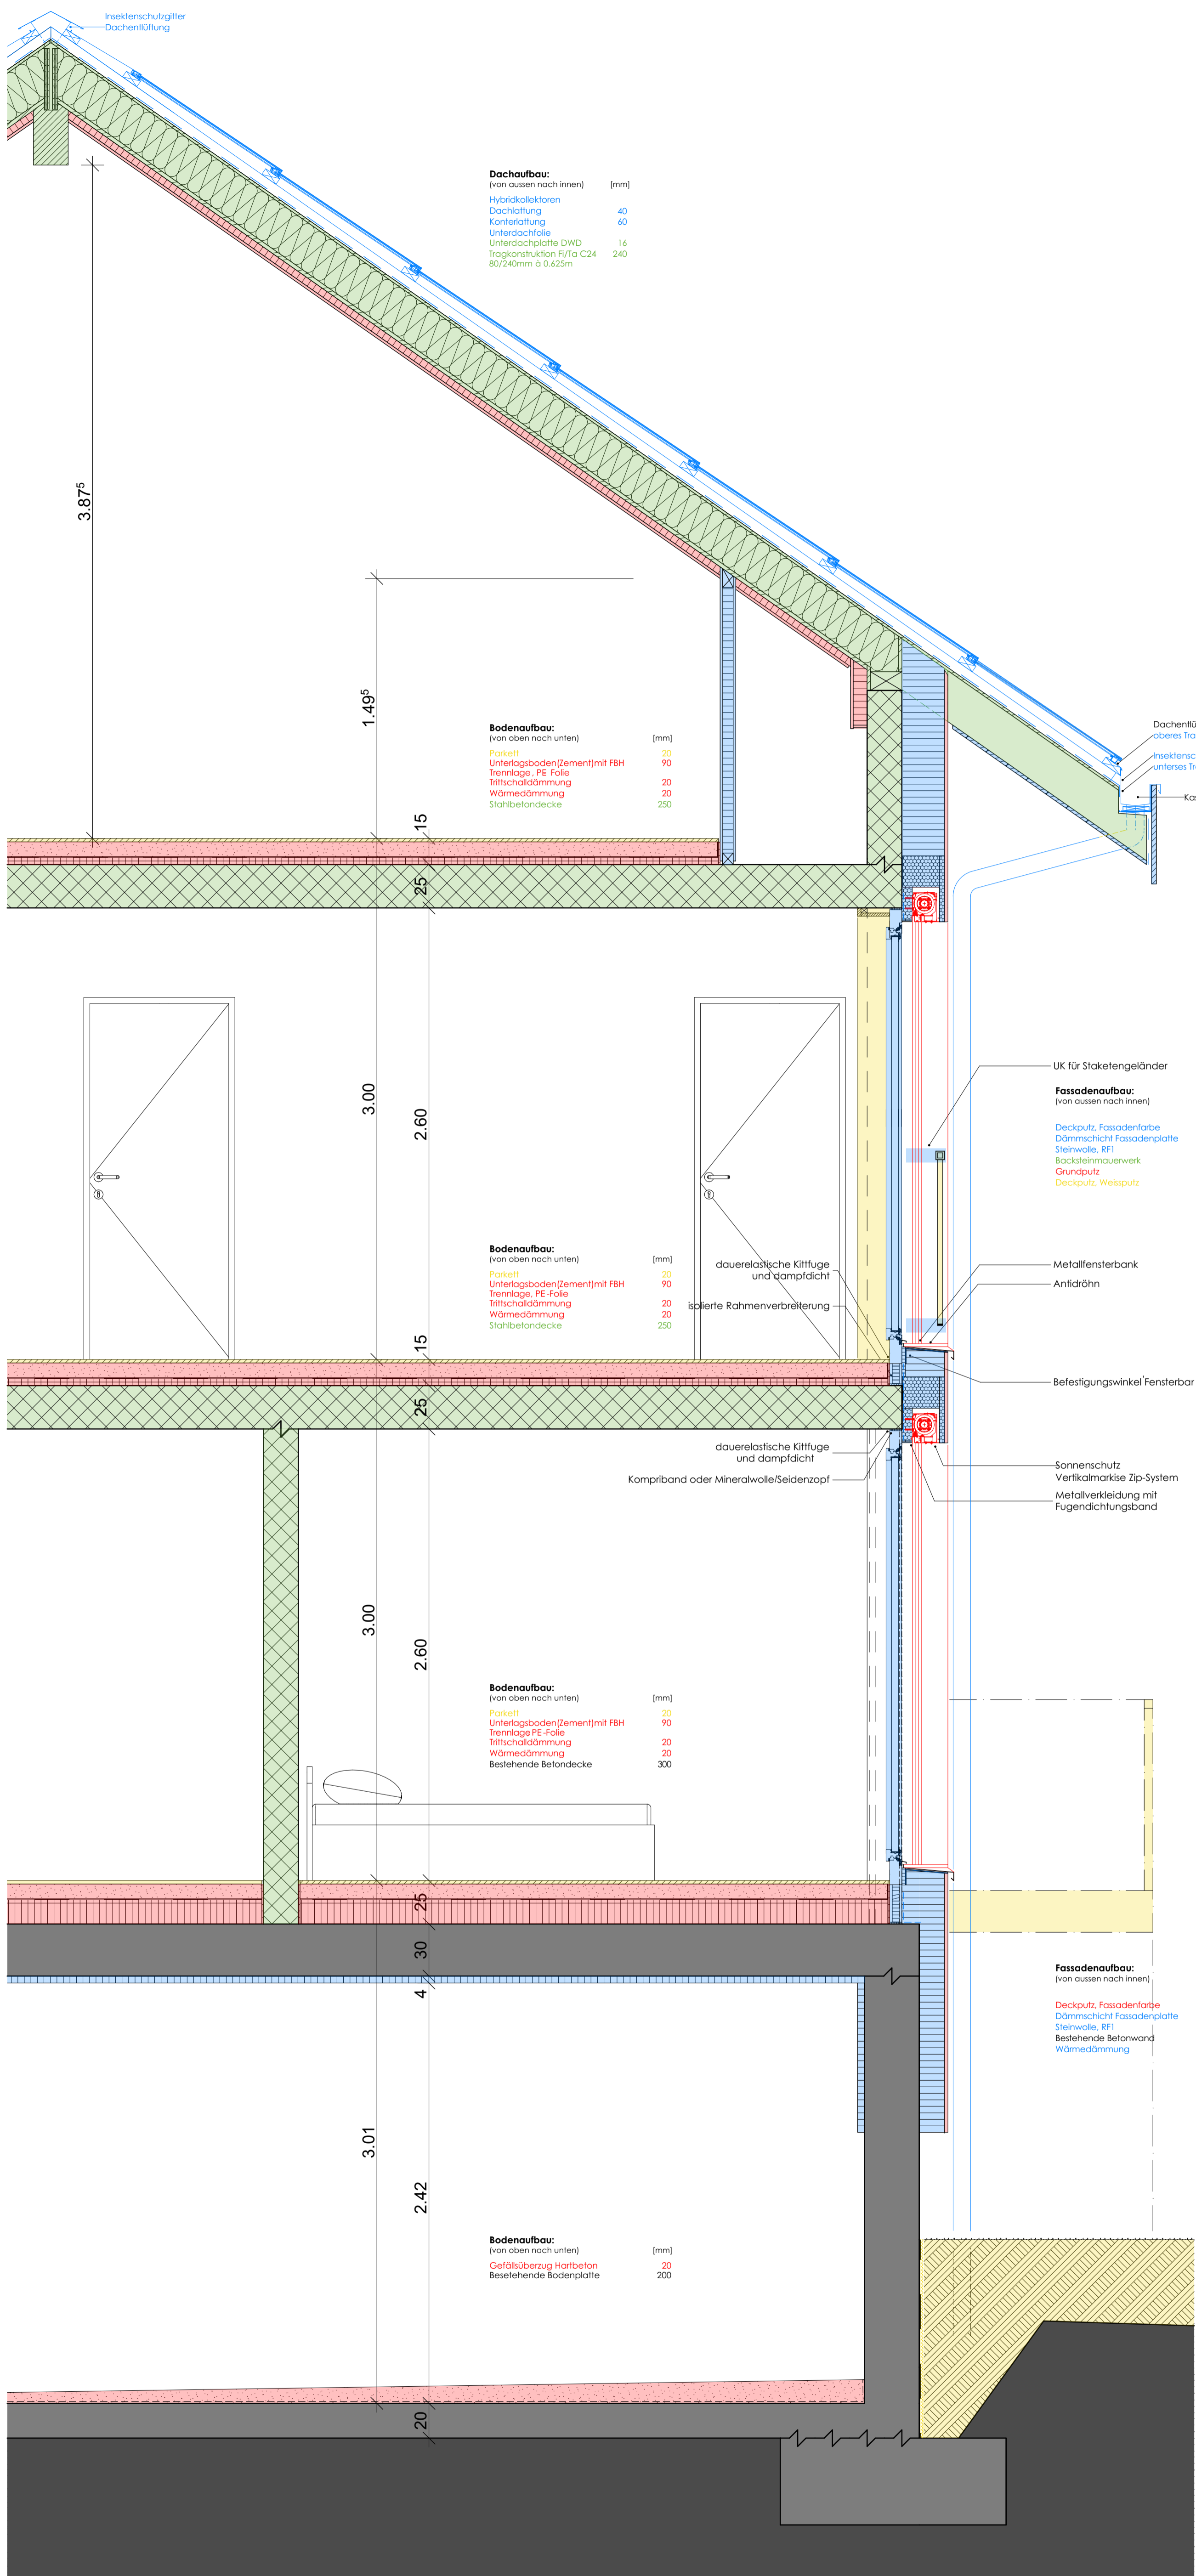 Insektenschutzgitter
Dachentlüftung
Dachaufbau:
(von aussen nach innen) [mm]
Hybridkollektoren
Dachlattung 40
Konterlattung 60
Unterdachfolie
Unterdachplatte DWD 16
Tragkonstruktion Fi/Ta C24 240
80/240mm à 0.625m
3.87⁵
1.49⁵
Bodenaufbau:
(von oben nach unten) [mm]
Parkett 20
Unterlagsboden(Zement)mit FBH 90
Trennlage, PE Folie
Trittschalldämmung 20
Wärmedämmung 20
Stahlbetondecke 250
Dachentlü
oberes Tra
Insektensc
unterses Tr
Kas
15
25
3.00
2.60
UK für Staketengeländer
Fassadenaufbau:
(von aussen nach innen)
Deckputz, Fassadenfarbe
Dämmschicht Fassadenplatte
Steinwolle, RF1
Backsteinmauerwerk
Grundputz
Deckputz, Weissputz
Bodenaufbau:
(von oben nach unten) [mm]
Parkett 20
Unterlagsboden(Zement)mit FBH 90
Trennlage, PE-Folie
Trittschalldämmung 20
Wärmedämmung 20
Stahlbetondecke 250
dauerelastische Kittfuge
und dampfdicht
isolierte Rahmenverbreiterung
Metallfensterbank
Antidröhn
15
25
Befestigungswinkel Fensterbar
dauerelastische Kittfuge
und dampfdicht
Kompriband oder Mineralwolle/Seidenzopf
Sonnenschutz
Vertikalmarkise Zip-System
Metallverkleidung mit
Fugendichtungsband
3.00
2.60
Bodenaufbau:
(von oben nach unten) [mm]
Parkett 20
Unterlagsboden(Zement)mit FBH 90
Trennlage PE-Folie
Trittschalldämmung 20
Wärmedämmung 20
Bestehende Betondecke 300
25
30
4
Fassadenaufbau:
(von aussen nach innen)
Deckputz, Fassadenfarbe
Dämmschicht Fassadenplatte
Steinwolle, RF1
Bestehende Betonwand
Wärmedämmung
3.01
2.42
Bodenaufbau:
(von oben nach unten) [mm]
Gefällsüberzug Hartbeton 20
Besetehende Bodenplatte 200
20